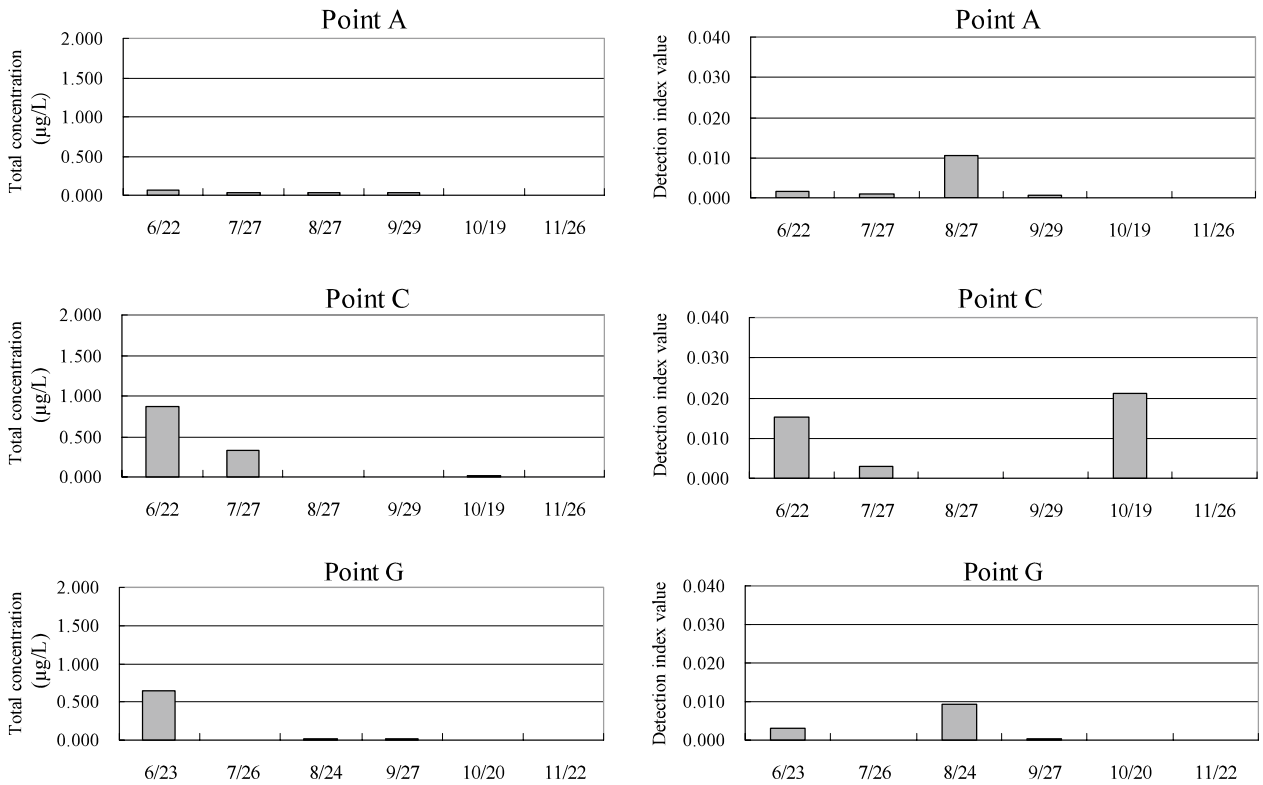 Point A
Total concentration
(μg/L)
2.000
1.500
1.000
0.500
0.000
6/22 7/27 8/27 9/29 10/19 11/26
Point A
Detection index value
0.040
0.030
0.020
0.010
0.000
6/22 7/27 8/27 9/29 10/19 11/26
Point C
Total concentration
(μg/L)
2.000
1.500
1.000
0.500
0.000
6/22 7/27 8/27 9/29 10/19 11/26
Point C
Detection index value
0.040
0.030
0.020
0.010
0.000
6/22 7/27 8/27 9/29 10/19 11/26
Point G
Total concentration
(μg/L)
2.000
1.500
1.000
0.500
0.000
6/23 7/26 8/24 9/27 10/20 11/22
Point G
Detection index value
0.040
0.030
0.020
0.010
0.000
6/23 7/26 8/24 9/27 10/20 11/22